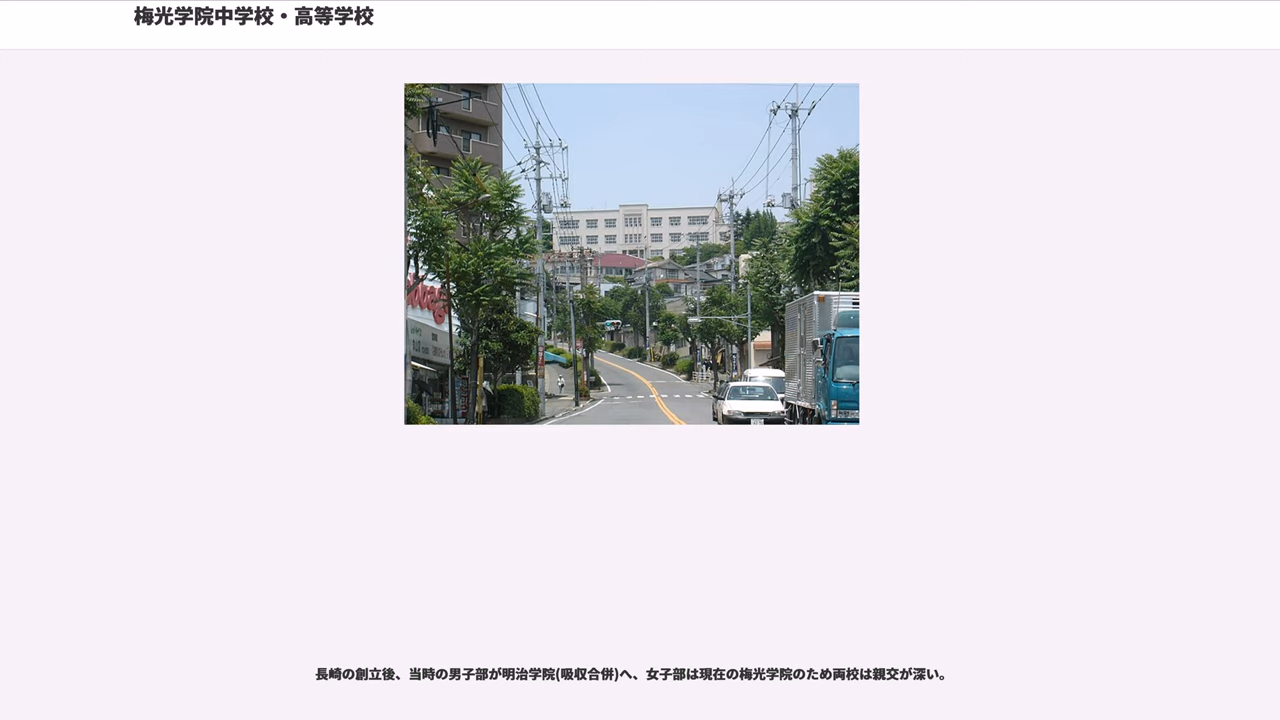 梅光学院中学校・高等学校
長崎の創立後、当時の男子部が明治学院(吸収合併)へ、女子部は現在の梅光学院のため両校は親交が深い。